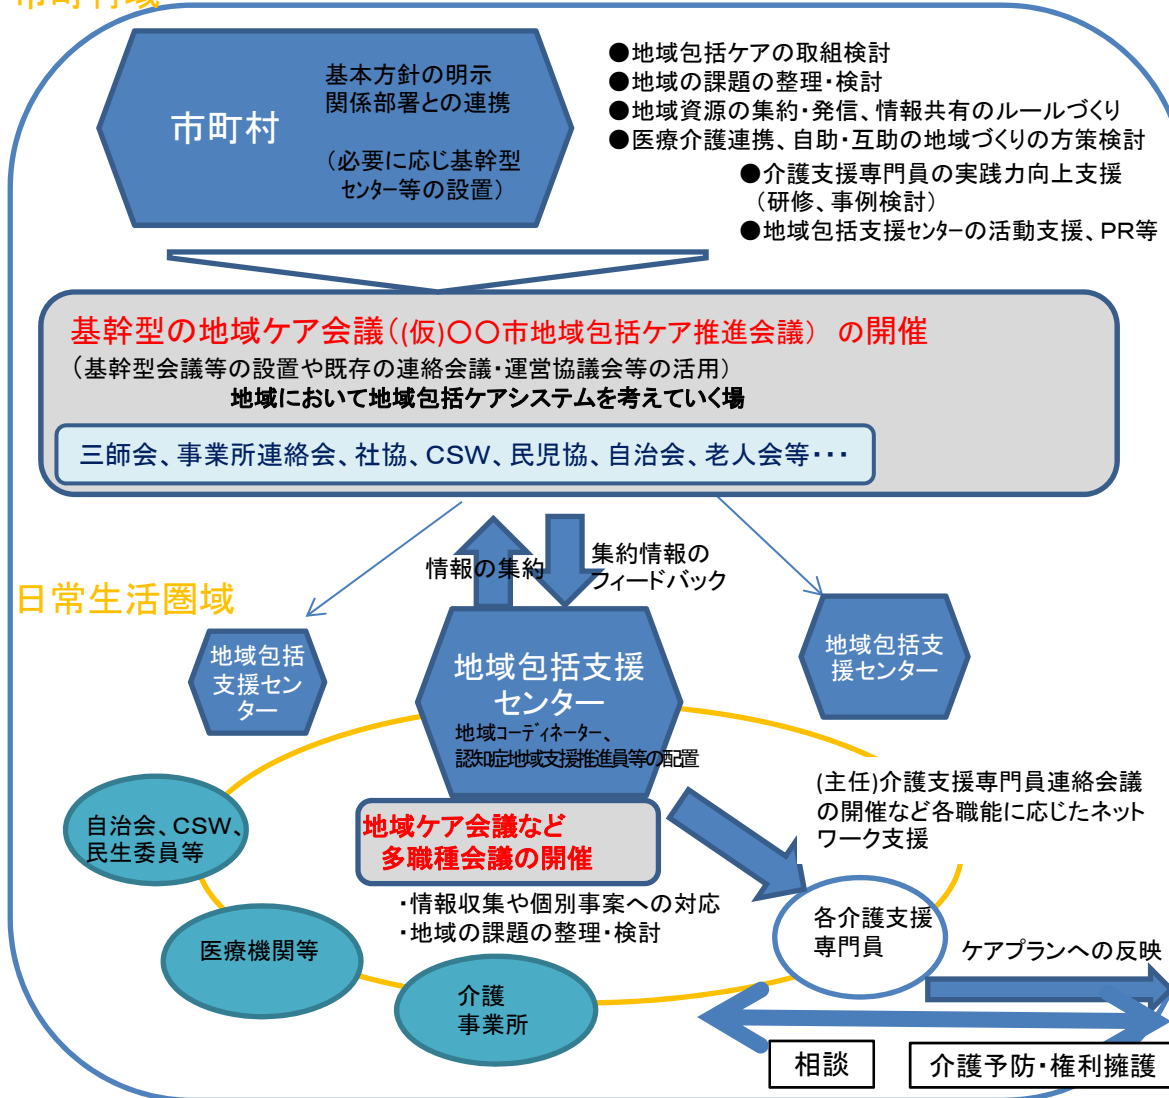 市町村域
市町村
基本方針の明示
関係部署との連携
（必要に応じ基幹型
センター等の設置）
●地域包括ケアの取組検討
●地域の課題の整理・検討
●地域資源の集約・発信、情報共有のルールづくり
●医療介護連携、自助・互助の地域づくりの方策検討
●介護支援専門員の実践力向上支援
（研修、事例検討）
●地域包括支援センターの活動支援、PR等
基幹型の地域ケア会議（(仮)〇〇市地域包括ケア推進会議） の開催
（基幹型会議等の設置や既存の連絡会議・運営協議会等の活用）
地域において地域包括ケアシステムを考えていく場
三師会、事業所連絡会、社協、CSW、民児協、自治会、老人会等・・・
情報の集約
集約情報の
フィードバック
日常生活圏域
地域包括
支援セン
ター
地域包括支援
センター
地域コーディネーター、
認知症地域支援推進員等の配置
地域包括支
援センター
地域ケア会議など
多職種会議の開催
・情報収集や個別事案への対応
・地域の課題の整理・検討
(主任)介護支援専門員連絡会議
の開催など各職能に応じたネット
ワーク支援
自治会、CSW、
民生委員等
医療機関等
介護
事業所
各介護支援
専門員
ケアプランへの反映
相談
介護予防・権利擁護